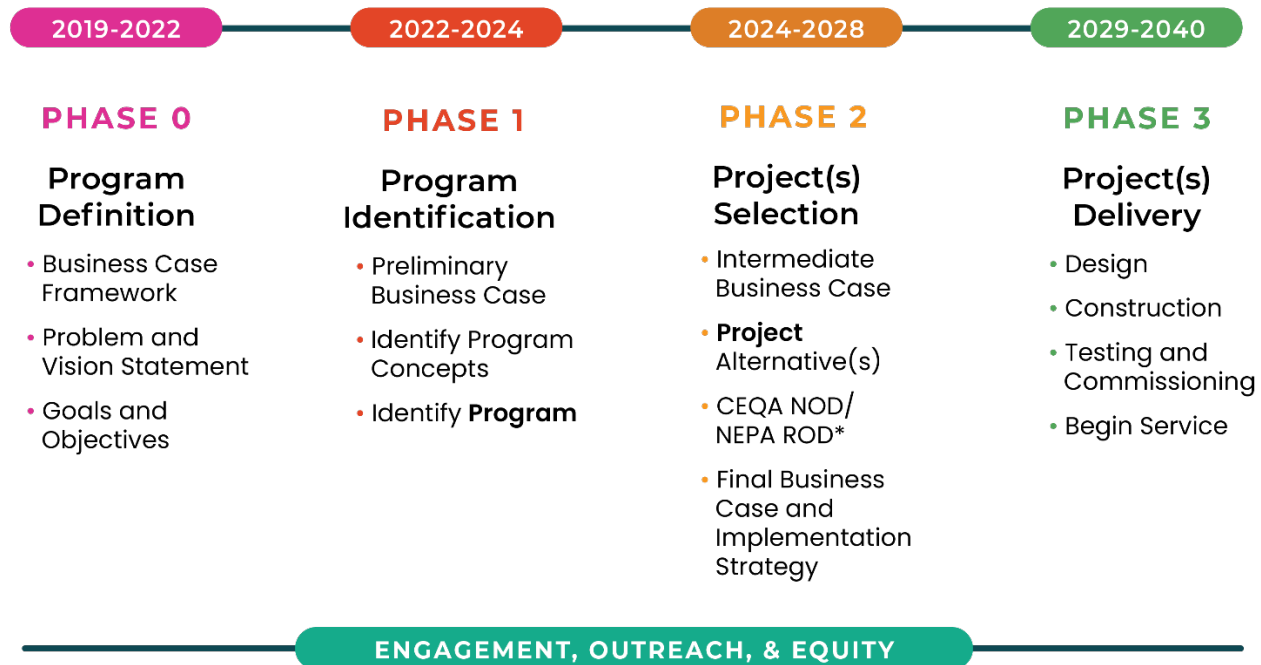 2019-2022
2022-2024
2024-2028
2029-2040
PHASE 0
Program
Definition
• Business Case
Framework
• Problem and
Vision Statement
• Goals and
Objectives
PHASE 1
Program
Identification
• Preliminary
Business Case
• Identify Program
Concepts
• Identify Program
PHASE 2
Project(s)
Selection
• Intermediate
Business Case
• Project
Alternative(s)
• CEQA NOD/
NEPA ROD*
• Final Business
Case and
Implementation
Strategy
PHASE 3
Project(s)
Delivery
• Design
• Construction
• Testing and
Commissioning
• Begin Service
ENGAGEMENT, OUTREACH, & EQUITY